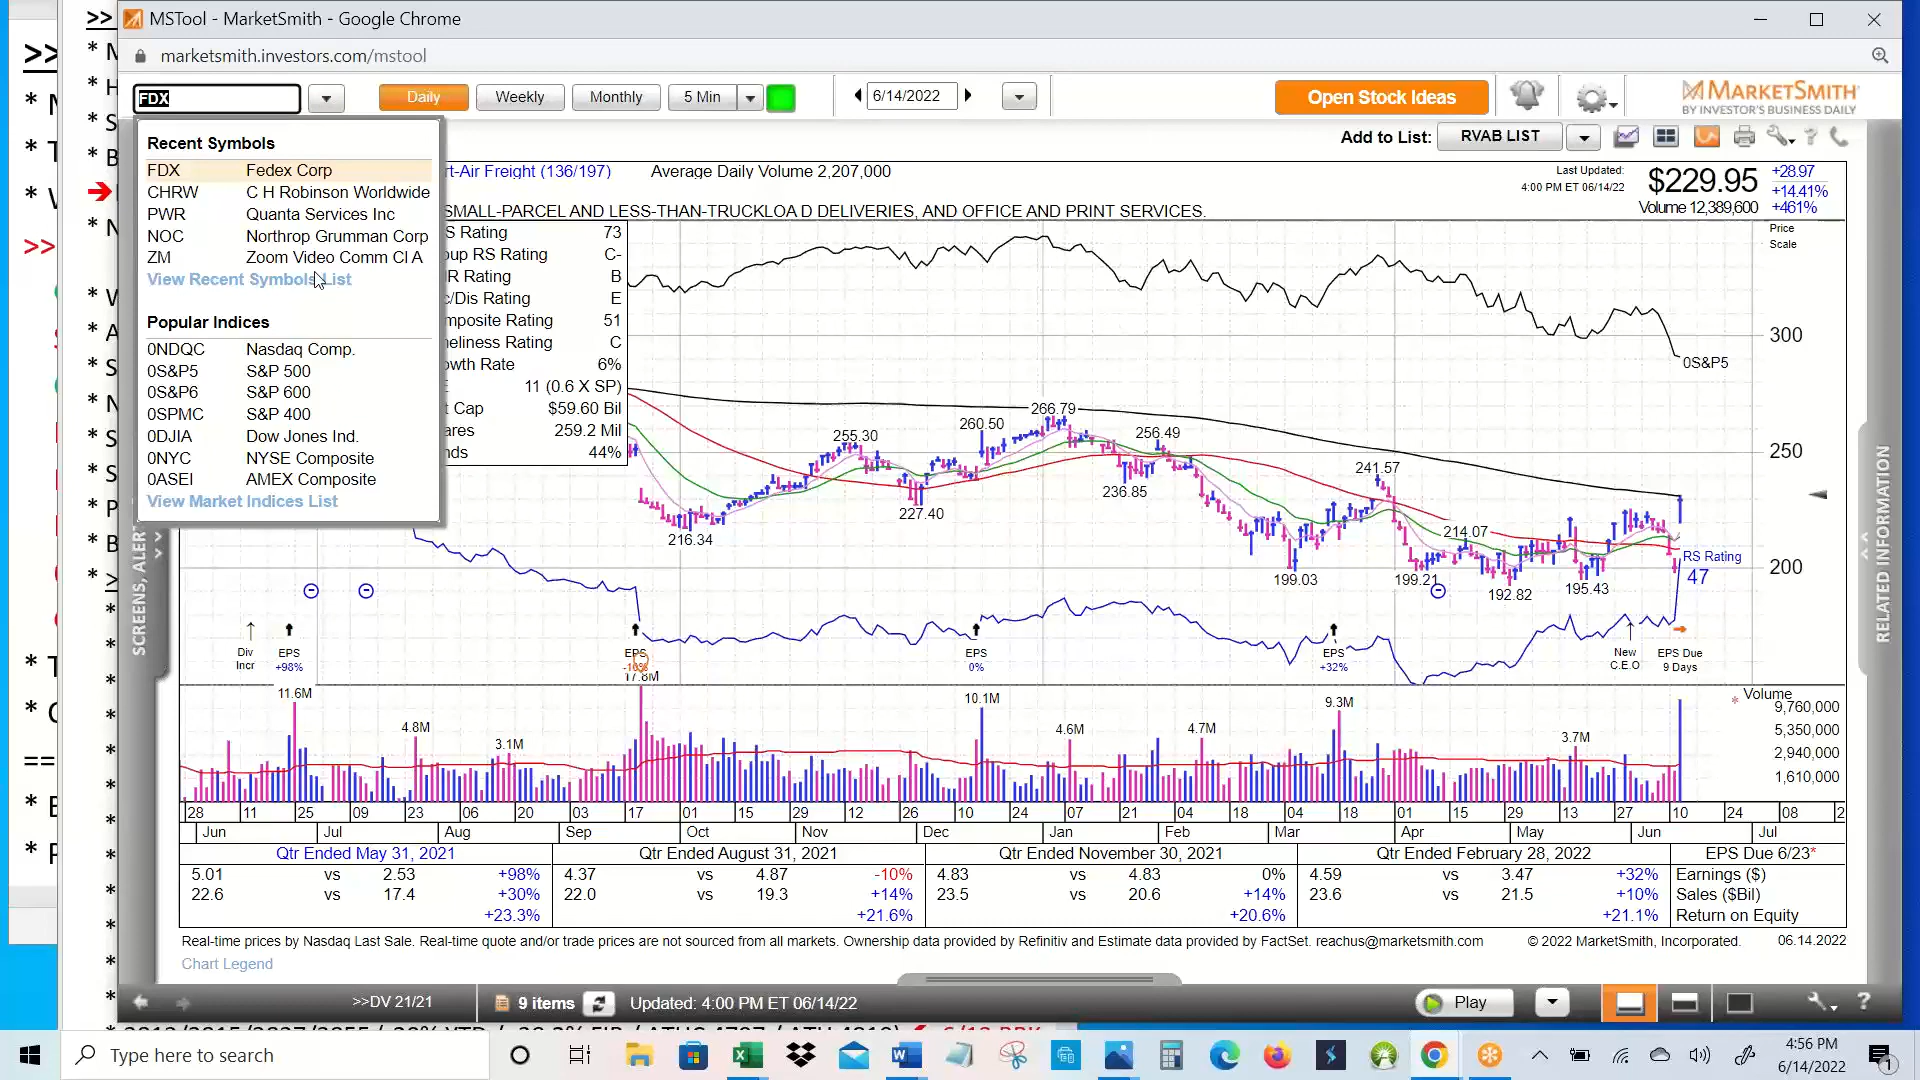 >>
MSTool - MarketSmith - Google Chrome
marketsmith.investors.com/mstool
FDX
Daily
Weekly
Monthly
5 Min
6/14/2022
Open Stock Ideas
MARKETSMITH
BY INVESTOR'S BUSINESS DAILY
Add to List:
RVAB LIST
Recent Symbols
FDX Fedex Corp
CHRW C H Robinson Worldwide
PWR Quanta Services Inc
NOC Northrop Grumman Corp
ZM Zoom Video Comm Cl A
View Recent Symbols List
Popular Indices
0NDQC Nasdaq Comp.
0S&P5 S&P 500
0S&P6 S&P 600
0SPMC S&P 400
0DJIA Dow Jones Ind.
0NYC NYSE Composite
0ASEI AMEX Composite
View Market Indices List
rt-Air Freight (136/197) Average Daily Volume 2,207,000
SMALL-PARCEL AND LESS-THAN-TRUCKLOA D DELIVERIES, AND OFFICE AND PRINT SERVICES.
Last Updated:
4:00 PM ET 06/14/22
$229.95
Volume 12,389,600
+28.97
+14.41%
+461%
S Rating 73
oup RS Rating C-
R Rating B
c/Dis Rating E
mposite Rating 51
neliness Rating C
owth Rate 6%
11 (0.6 X SP)
t Cap $59.60 Bil
ares 259.2 Mil
nds 44%
Price
Scale
300
250
200
0S&P5
216.34
255.30
227.40
260.50
266.79
236.85
256.49
199.03
241.57
199.21
214.07
192.82
195.43
RS Rating
47
Div
Incr
EPS
+98%
EPS
-10%
EPS
0%
EPS
+32%
New
C.E.O
EPS Due
9 Days
11.6M
4.8M
3.1M
17.8M
10.1M
4.6M
4.7M
9.3M
3.7M
* Volume
9,760,000
5,350,000
2,940,000
1,610,000
28 11 25 09 23 06 20 03 17 01 15 29 12 26 10 24 07 21 04 18 04 18 01 15 29 13 27 10 24 08 2
Jun Jul Aug Sep Oct Nov Dec Jan Feb Mar Apr May Jun Jul
Qtr Ended May 31, 2021 Qtr Ended August 31, 2021 Qtr Ended November 30, 2021 Qtr Ended February 28, 2022 EPS Due 6/23*
5.01 vs 2.53 +98% 4.37 vs 4.87 -10% 4.83 vs 4.83 0% 4.59 vs 3.47 +32% Earnings ($)
22.6 vs 17.4 +30% 22.0 vs 19.3 +14% 23.5 vs 20.6 +14% 23.6 vs 21.5 +10% Sales ($Bil)
+23.3% +21.6% +20.6% +21.1% Return on Equity
Real-time prices by Nasdaq Last Sale. Real-time quote and/or trade prices are not sourced from all markets. Ownership data provided by Refinitiv and Estimate data provided by FactSet. reachus@marketsmith.com © 2022 MarketSmith, Incorporated. 06.14.2022
Chart Legend
SCREENS, ALERT
RELATED INFORMATION
>>DV 21/21
9 items
Updated: 4:00 PM ET 06/14/22
Play
Type here to search
4:56 PM
6/14/2022
1